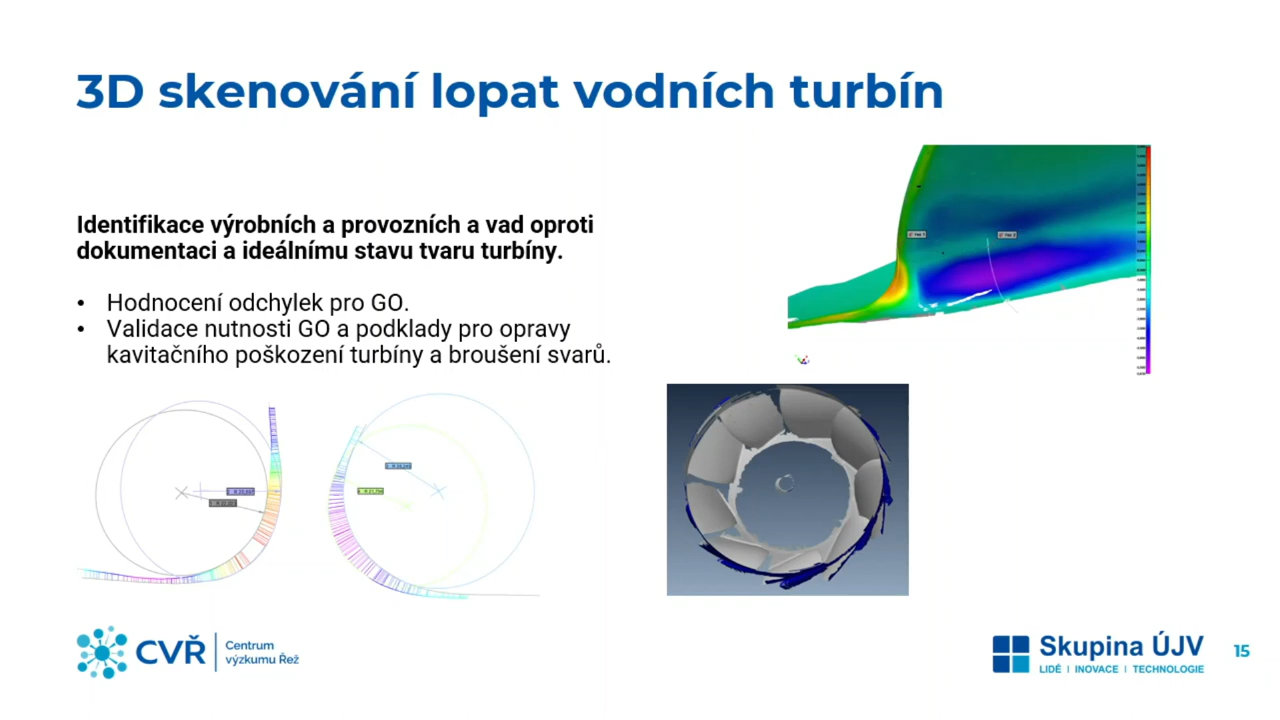 3D skenování lopat vodních turbín
Identifikace výrobních a provozních a vad oproti
dokumentaci a ideálnímu stavu tvaru turbíny.
• Hodnocení odchylek pro GO.
• Validace nutnosti GO a podklady pro opravy
kavitačního poškození turbíny a broušení svarů.
CVŘ
Centrum
výzkumu Řež
Skupina ÚJV
LIDÉ | INOVACE | TECHNOLOGIE
15